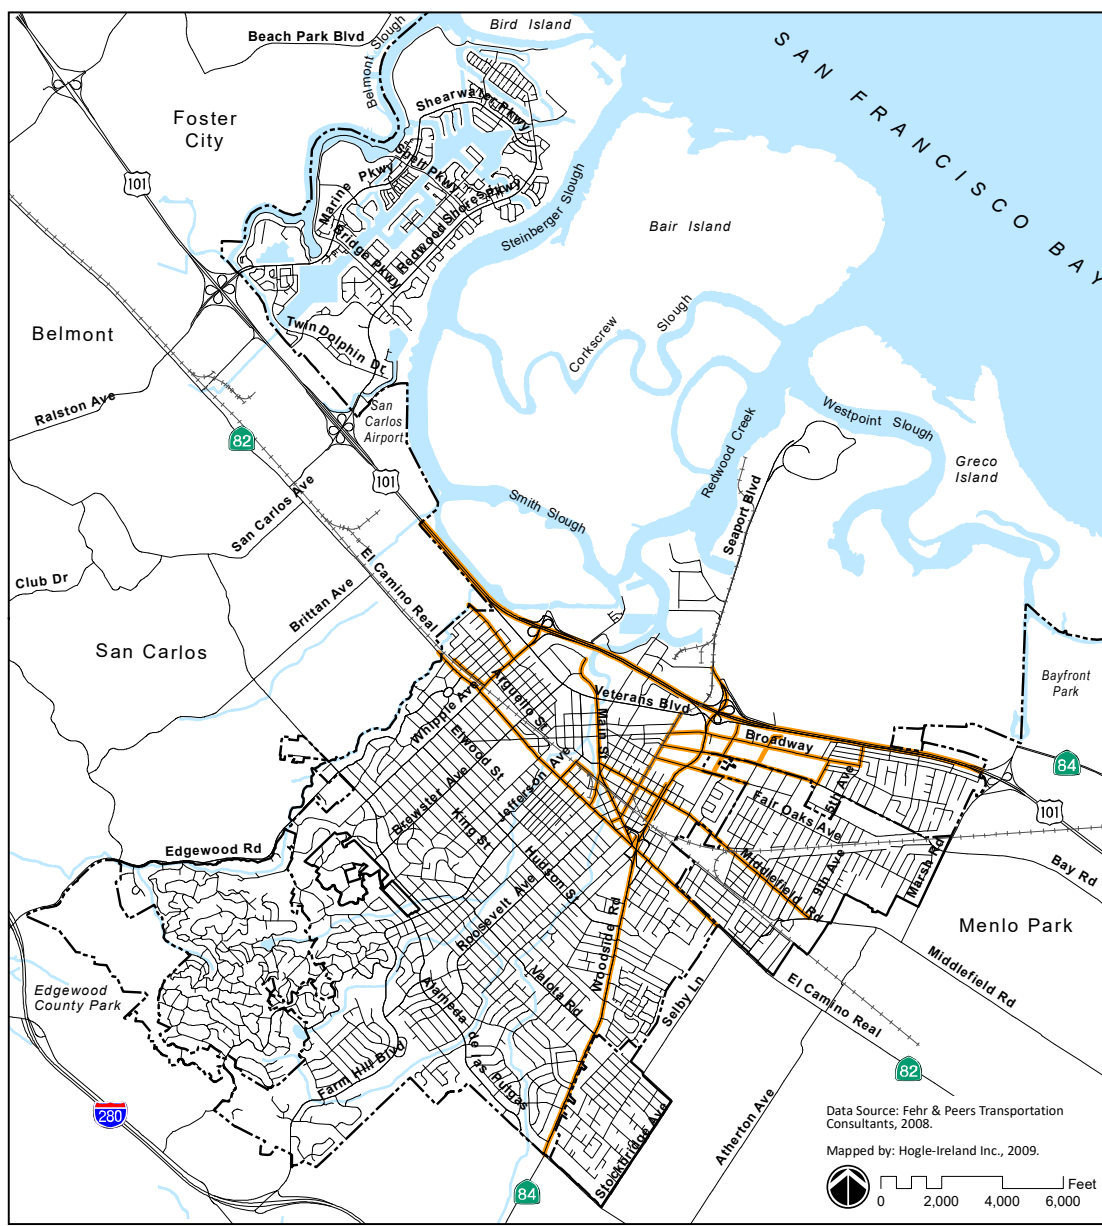 Bird Island
Beach Park Blvd
Belmont Slough
SAN FRANCISCO BAY
Foster
City
Shearwater Pkwy
101
Marine Pkwy
Shell Pkwy
Redwood Shores Pkwy
Bridge Pkwy
Steinberger Slough
Bair Island
Belmont
Twin Dolphin Dr
Corkscrew Slough
Ralston Ave
San
Carlos
Airport
82
Westpoint Slough
Redwood Creek
Greco
Island
101
San Carlos Ave
Smith Slough
Seaport Blvd
Club Dr
El Camino Real
Brittan Ave
San Carlos
Bayfront
Park
Arguello St
Veterans Blvd
Whipple Ave
Main St
Broadway
Elwood St
84
Jefferson Ave
Brewster Ave
King St
5th Ave
Fair Oaks Ave
101
Edgewood Rd
Hudson St
Middlefield Rd
9th Ave
Marsh Rd
Bay Rd
Roosevelt Ave
Woodside Rd
Menlo Park
Edgewood
County Park
Valota Rd
Alameda de las Pulgas
Selby Ln
El Camino Real
Middlefield Rd
Farm Hill Blvd
82
280
Stockbridge Ave
Atherton Ave
84
Data Source: Fehr & Peers Transportation
Consultants, 2008.
Mapped by: Hogle-Ireland Inc., 2009.
Feet
0 2,000 4,000 6,000